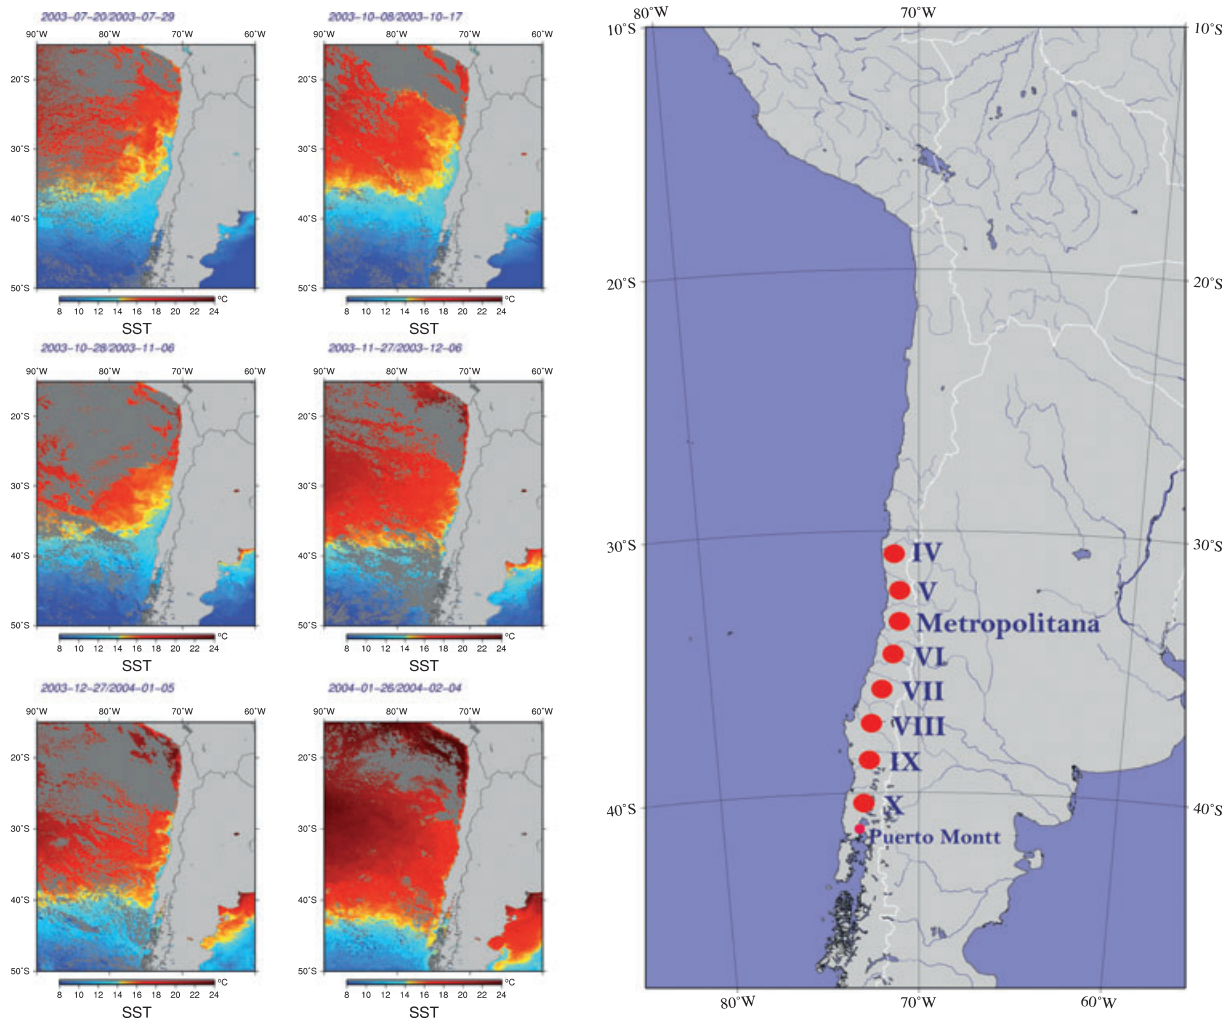 2003-07-20/2003-07-29
90°W 80°W 70°W 60°W
20°S
30°S
40°S
50°S
°C
8 10 12 14 16 18 20 22 24
SST
2003-10-08/2003-10-17
90°W 80°W 70°W 60°W
20°S
30°S
40°S
50°S
°C
8 10 12 14 16 18 20 22 24
SST
2003-10-28/2003-11-06
90°W 80°W 70°W 60°W
20°S
30°S
40°S
50°S
°C
8 10 12 14 16 18 20 22 24
SST
2003-11-27/2003-12-06
90°W 80°W 70°W 60°W
20°S
30°S
40°S
50°S
°C
8 10 12 14 16 18 20 22 24
SST
2003-12-27/2004-01-05
90°W 80°W 70°W 60°W
20°S
30°S
40°S
50°S
°C
8 10 12 14 16 18 20 22 24
SST
2004-01-26/2004-02-04
90°W 80°W 70°W 60°W
20°S
30°S
40°S
50°S
°C
8 10 12 14 16 18 20 22 24
SST
80°W 70°W
10°S 10°S
20°S 20°S
30°S 30°S
IV
V
Metropolitana
VI
VII
VIII
IX
X
40°S 40°S
Puerto Montt
80°W 70°W 60°W